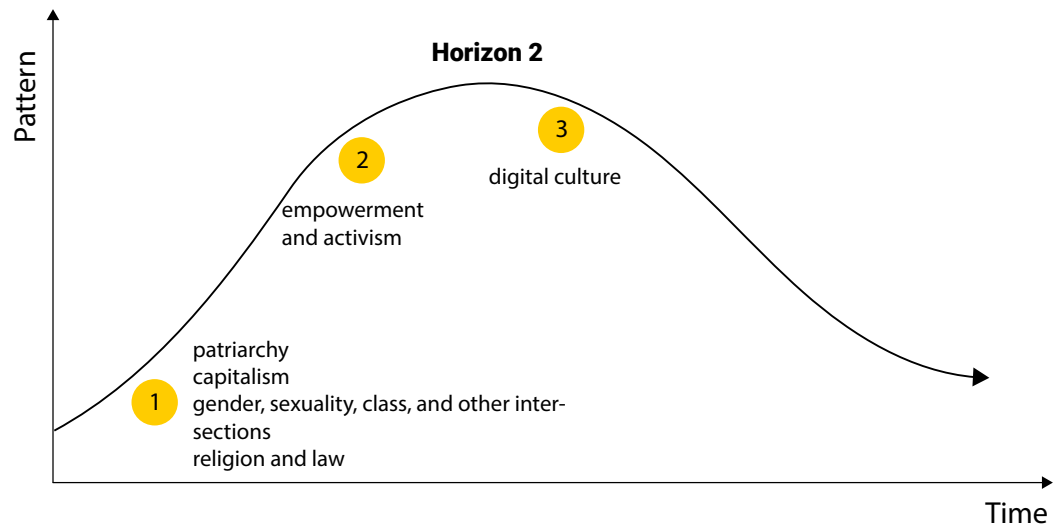 Horizon 2
Pattern
3
2
digital culture
empowerment
and activism
patriarchy
capitalism
1
gender, sexuality, class, and other inter-
sections
religion and law
Time